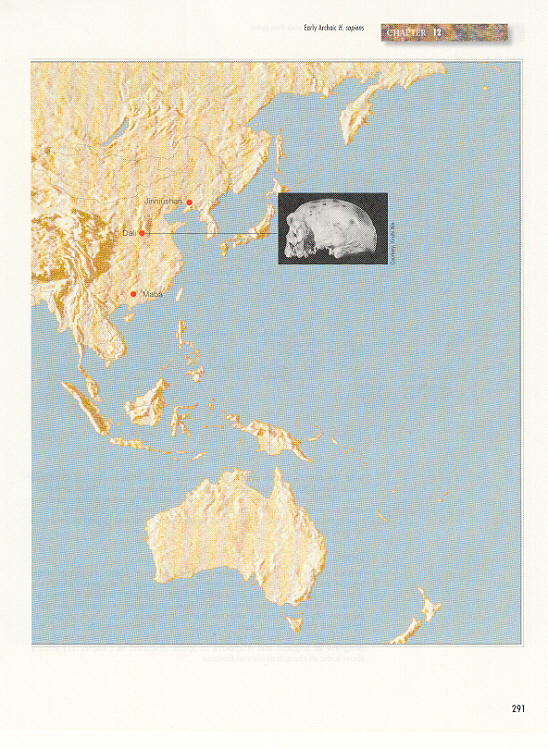 Early Archaic H. sapiens
CHAPTER 12
Jinniushan
Dali
Maba
291